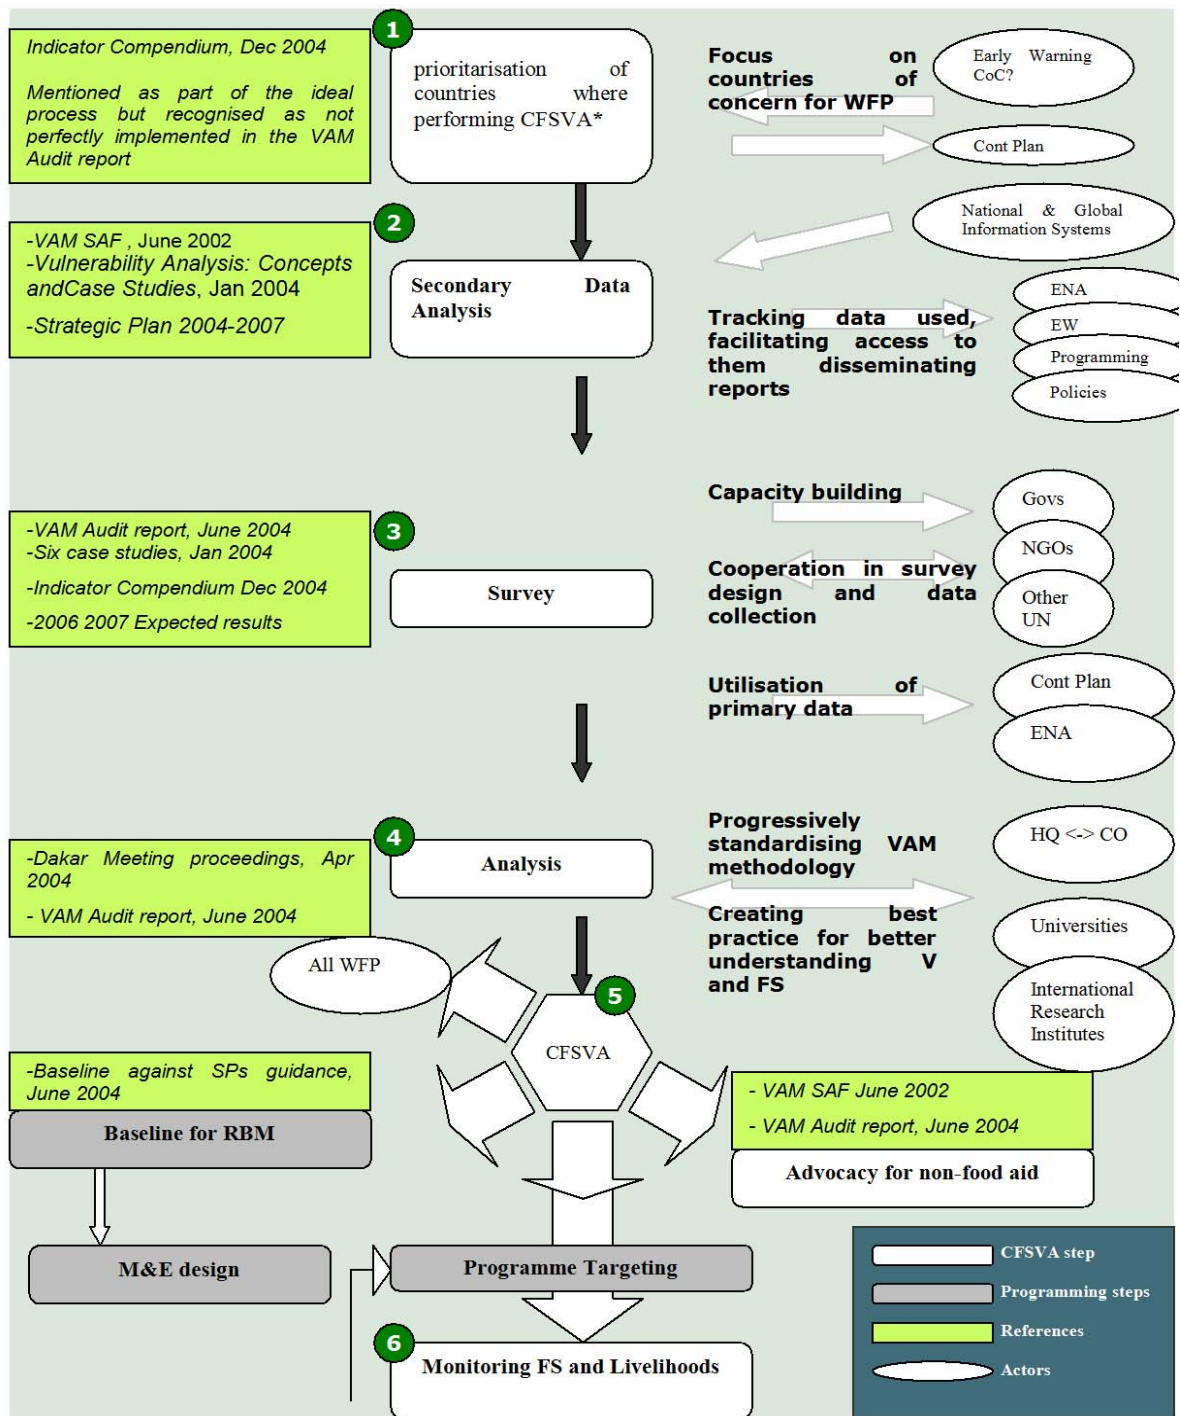 1
Indicator Compendium, Dec 2004
Mentioned as part of the ideal
process but recognised as not
perfectly implemented in the VAM
Audit report
prioritarisation of
countries where
performing CFSVA*
Focus on
countries of
concern for WFP
Early Warning
CoC?
Cont Plan
2
-VAM SAF , June 2002
-Vulnerability Analysis: Concepts
andCase Studies, Jan 2004
-Strategic Plan 2004-2007
Secondary Data
Analysis
National & Global
Information Systems
Tracking data used,
facilitating access to
them disseminating
reports
ENA
EW
Programming
Policies
3
-VAM Audit report, June 2004
-Six case studies, Jan 2004
-Indicator Compendium Dec 2004
-2006 2007 Expected results
Survey
Capacity building
Cooperation in survey
design and data
collection
Govs
NGOs
Other
UN
Utilisation of
primary data
Cont Plan
ENA
4
-Dakar Meeting proceedings, Apr
2004
- VAM Audit report, June 2004
Analysis
Progressively
standardising VAM
methodology
Creating best
practice for better
understanding V
and FS
HQ <-> CO
Universities
International
Research
Institutes
All WFP
5
CFSVA
-Baseline against SPs guidance,
June 2004
Baseline for RBM
- VAM SAF June 2002
- VAM Audit report, June 2004
Advocacy for non-food aid
M&E design
Programme Targeting
6
Monitoring FS and Livelihoods
CFSVA step
Programming steps
References
Actors